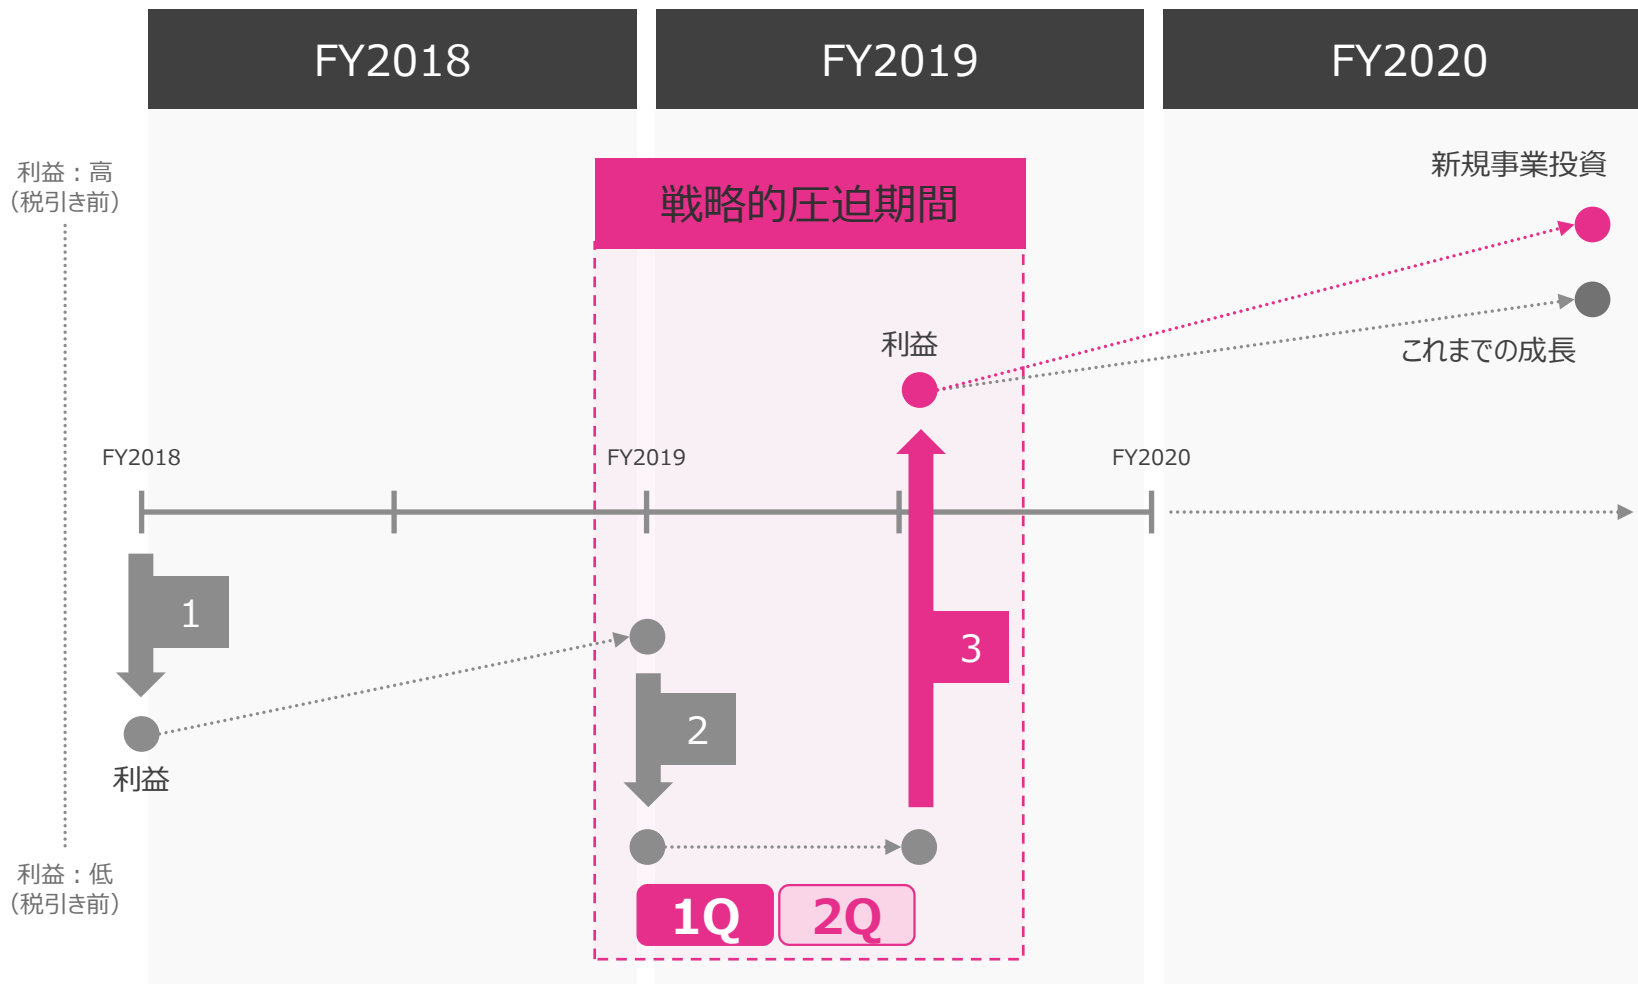 FY2018
FY2019
FY2020
利益：高
（税引き前）
戦略的圧迫期間
新規事業投資
利益
これまでの成長
FY2018
FY2019
FY2020
1
3
2
利益
利益：低
（税引き前）
1Q
2Q